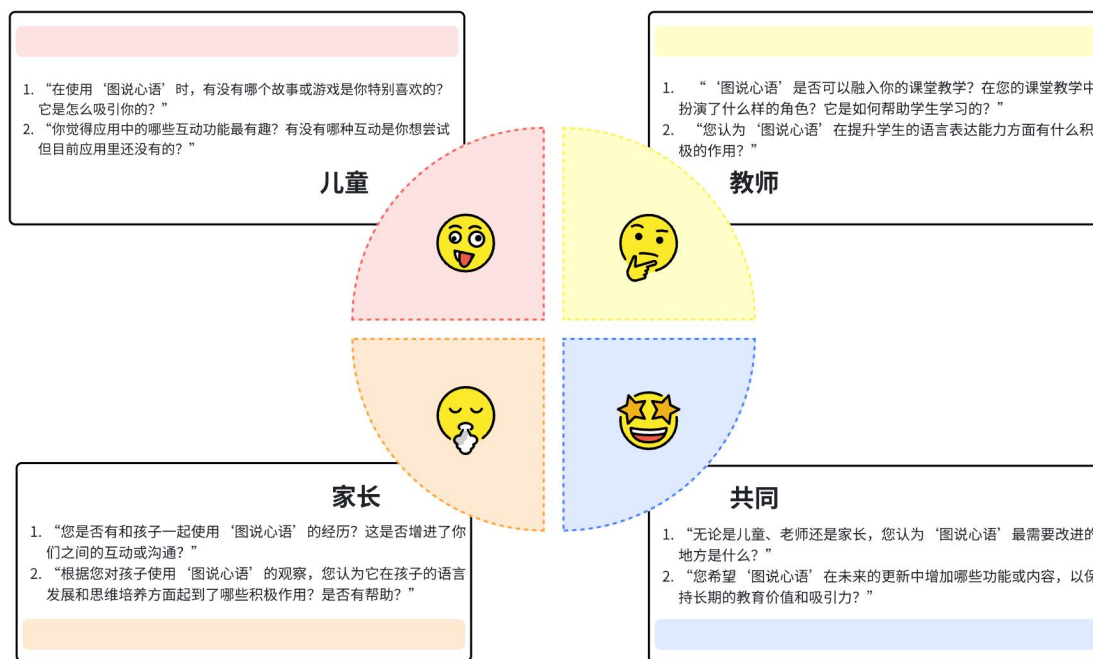 1. “在使用‘图说心语’时，有没有哪个故事或游戏是你特别喜欢的？
它是怎么吸引你的？”
2. “你觉得应用中的哪些互动功能最有趣？有没有哪种互动是你想尝试
但目前应用里还没有的？”
儿童
1. “‘图说心语’是否可以融入你的课堂教学？在您的课堂教学中
扮演了什么样的角色？它是如何帮助学生学习的？”
2. “您认为‘图说心语’在提升学生的语言表达能力方面有什么积
极的作用？”
教师
家长
1. “您是否有和孩子一起使用‘图说心语’的经历？这是否增进了你
们之间的互动或沟通？”
2. “根据您对孩子使用‘图说心语’的观察，您认为它在孩子的语言
发展和思维培养方面起到了哪些积极作用？是否有帮助？”
共同
1. “无论是儿童、老师还是家长，您认为‘图说心语’最需要改进的
地方是什么？”
2. “您希望‘图说心语’在未来的更新中增加哪些功能或内容，以保
持长期的教育价值和吸引力？”